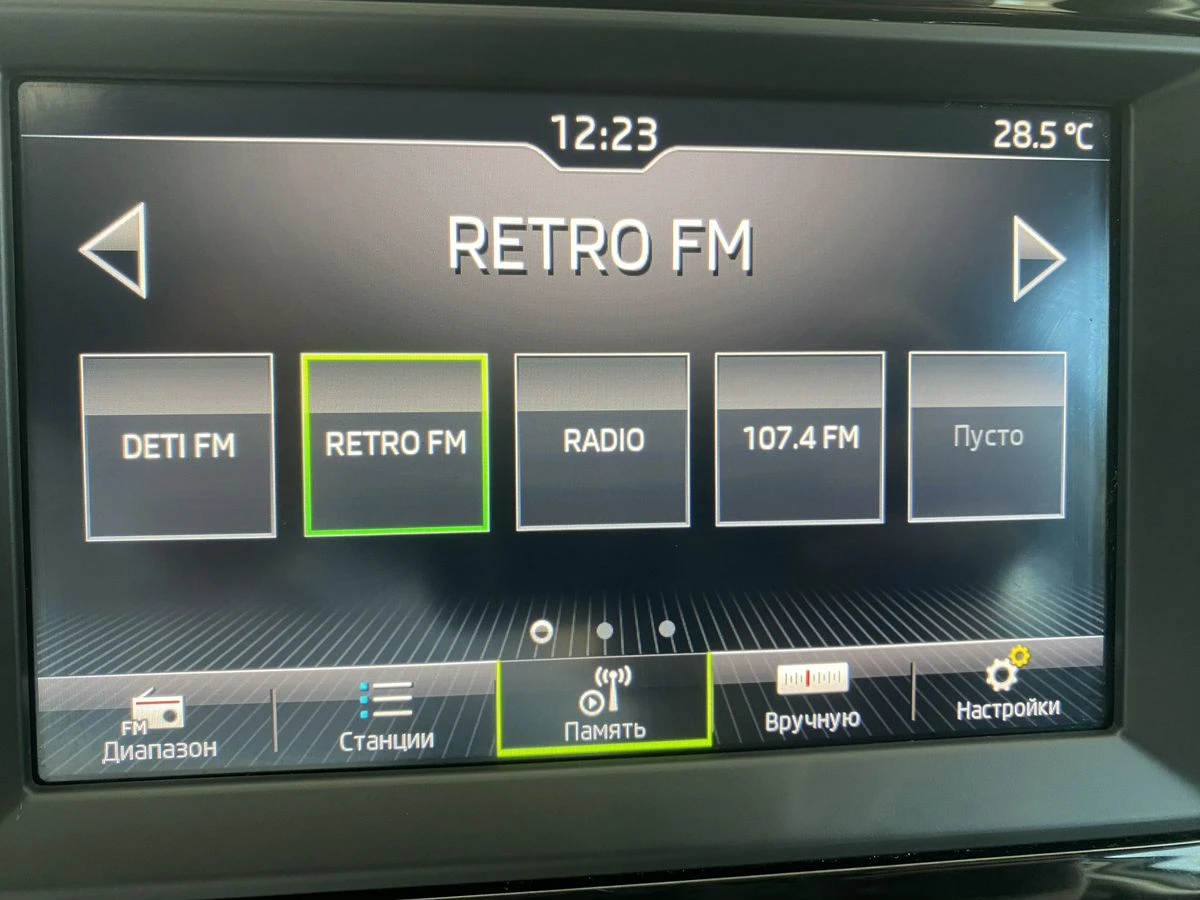 12:23
28.5 °C
RETRO FM
DETI FM
RETRO FM
RADIO
107.4 FM
Пусто
FM
Диапазон
Станции
Память
Вручную
Настройки